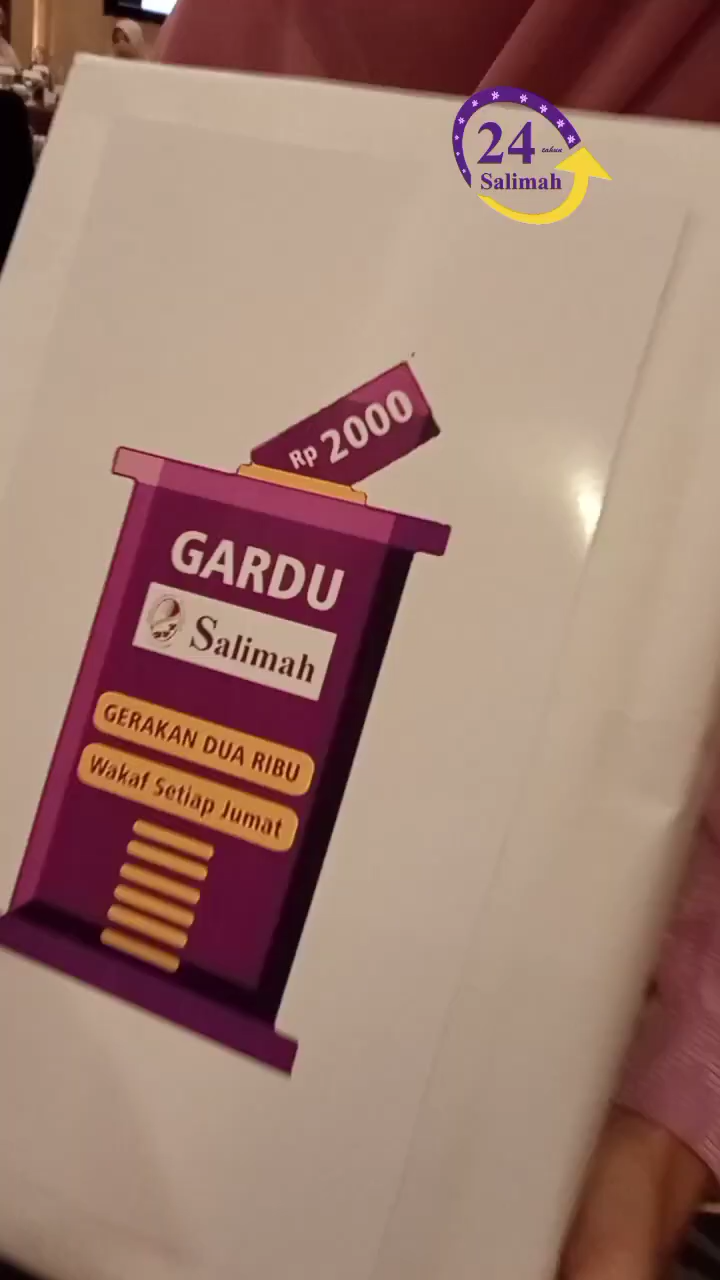 24 tahun
Salimah
Rp 2000
GARDU
Salimah
GERAKAN DUA RIBU
Wakaf Setiap Jumat